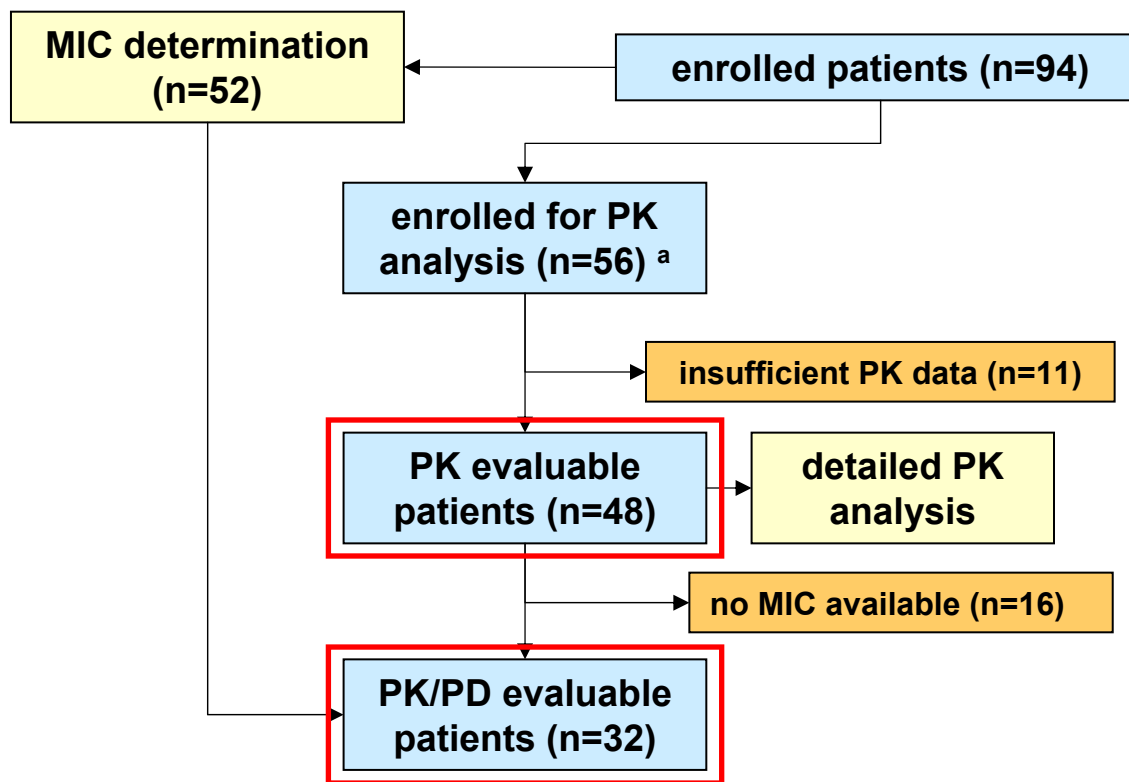 MIC determination
(n=52)
enrolled patients (n=94)
enrolled for PK
analysis (n=56) a
insufficient PK data (n=11)
PK evaluable
patients (n=48)
detailed PK
analysis
no MIC available (n=16)
PK/PD evaluable
patients (n=32)